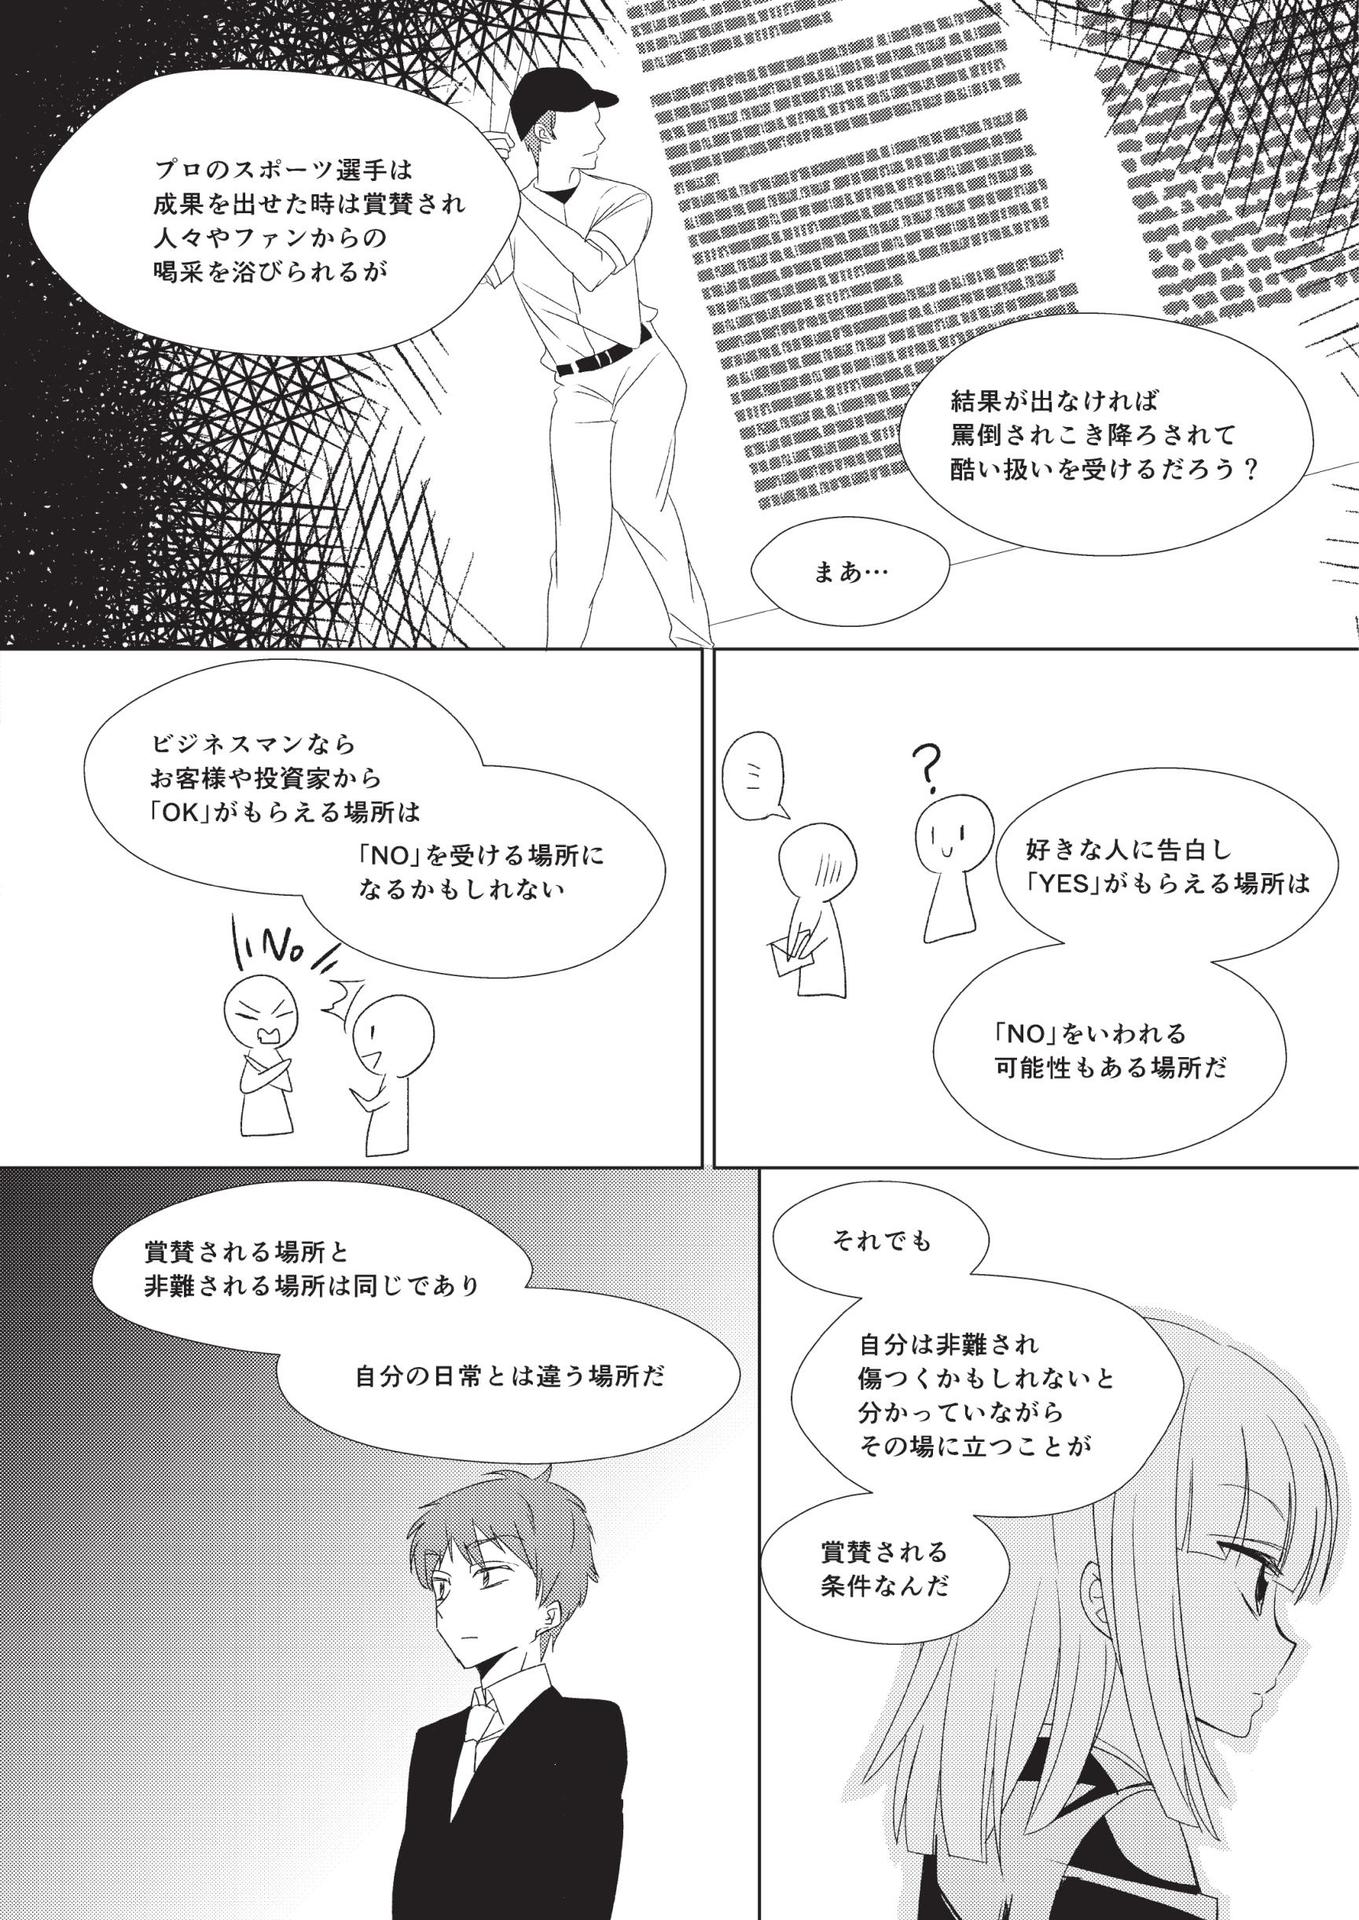 プロのスポーツ選手は
成果を出せた時は賞賛され
人々やファンからの
喝采を浴びられるが
結果が出なければ
罵倒されこき降ろされて
酷い扱いを受けるだろう？
まあ…
ビジネスマンなら
お客様や投資家から
「OK」がもらえる場所は
「NO」を受ける場所に
なるかもしれない
No
?
好きな人に告白し
「YES」がもらえる場所は
「NO」をいわれる
可能性もある場所だ
賞賛される場所と
非難される場所は同じであり
自分の日常とは違う場所だ
それでも
自分は非難され
傷つくかもしれないと
分かっていながら
その場に立つことが
賞賛される
条件なんだ